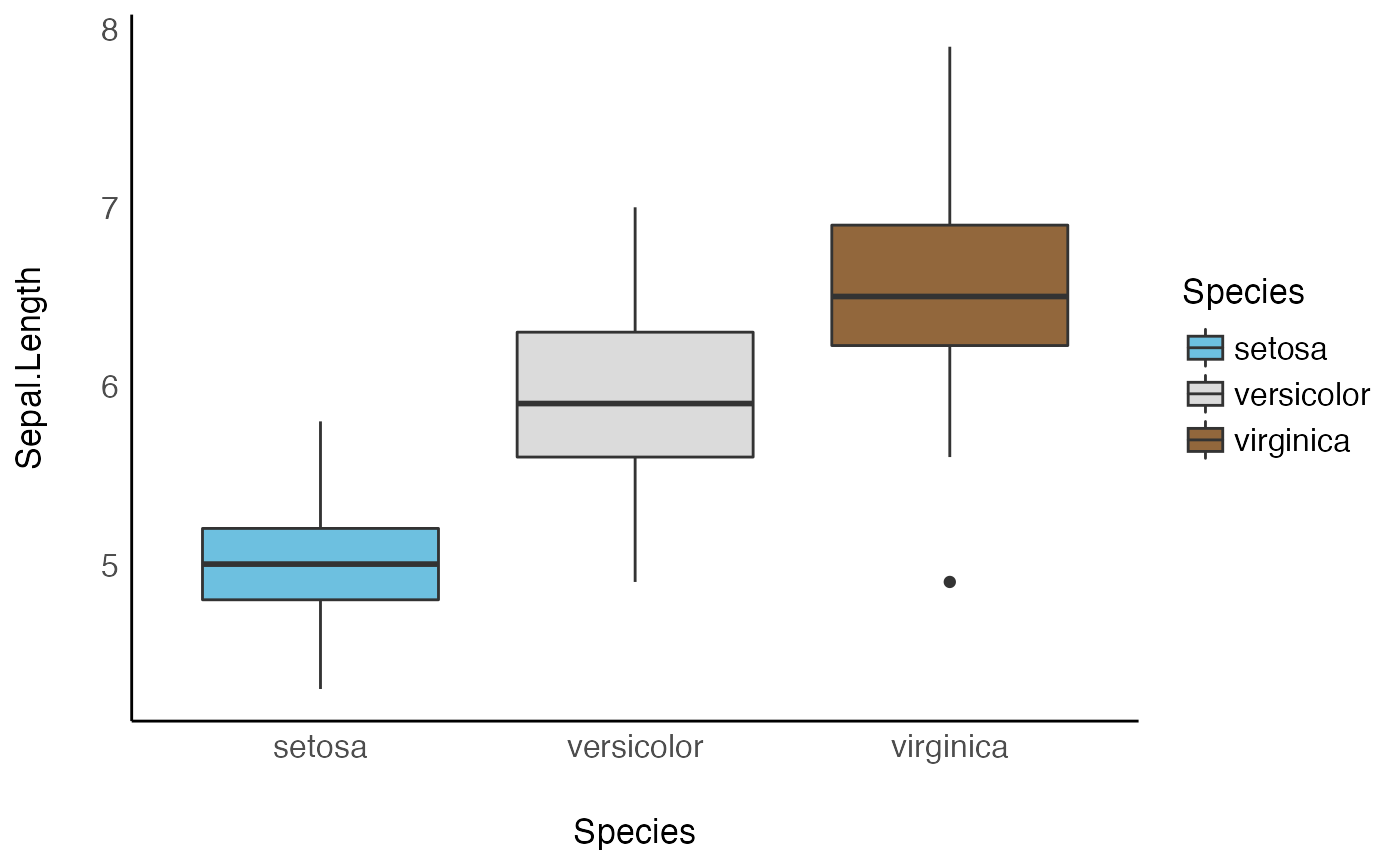 8
7
6
5
Sepal.Length
setosa
versicolor
virginica
Species
Species
setosa
versicolor
virginica